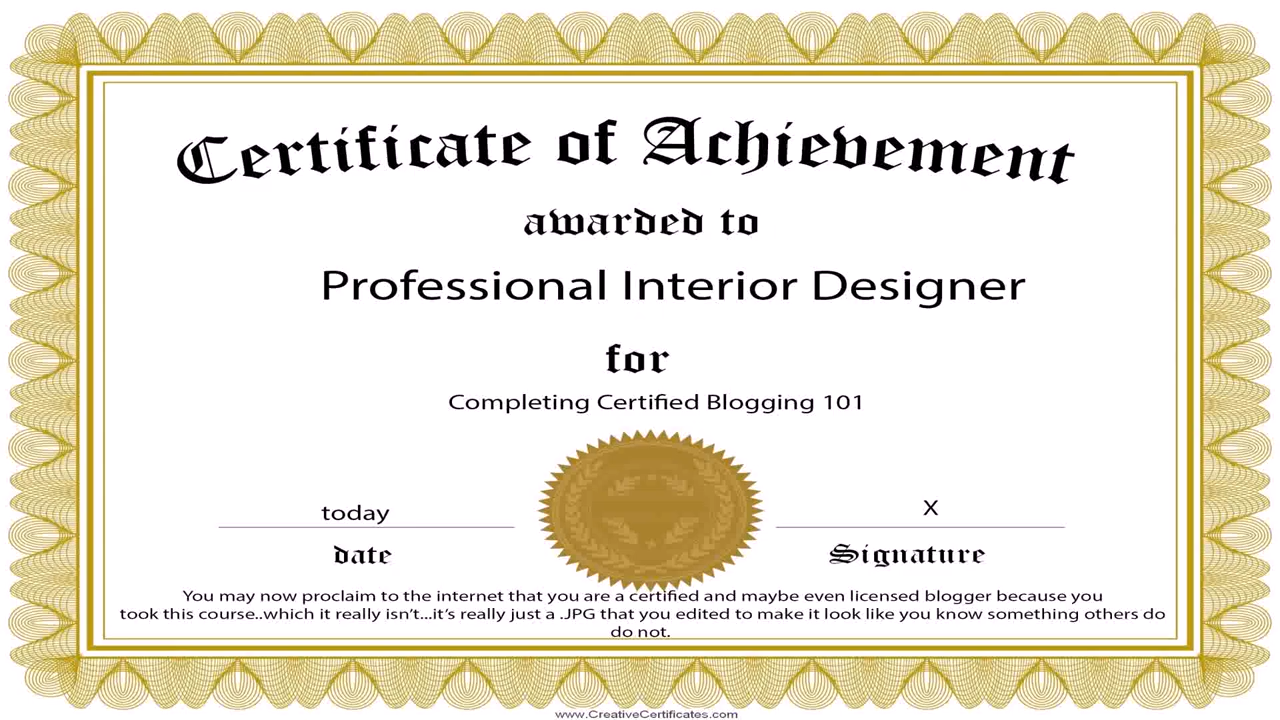 Certificate of Achievement
awarded to
Professional Interior Designer
for
Completing Certified Blogging 101
today
X
date
Signature
You may now proclaim to the internet that you are a certified and maybe even licensed blogger because you
took this course..which it really isn't...it's really just a .JPG that you edited to make it look like you know something others do
do not.
www.CreativeCertificates.com